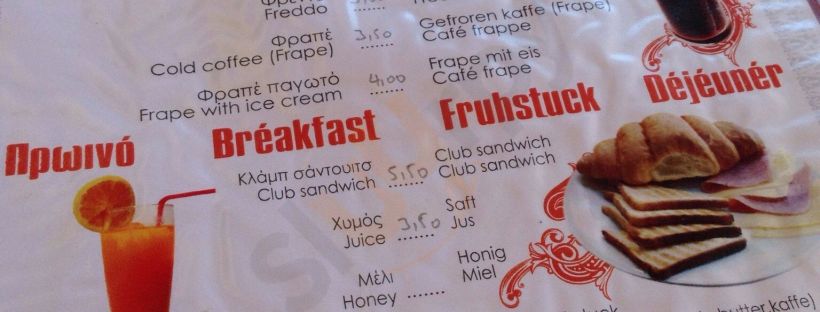 Freddo
Φραπέ 3,50 Gefroren kaffe (Frape)
Cold coffee (Frape) ....... Café frappe
Φραπέ παγωτό 4,00 Frape mit eis
Frape with ice cream ....... Café frape
Πρωινό Bréakfast Fruhstuck Déjéunér
Κλάμπ σάντουιτσ 5,50 Club sandwich
Club sandwich ....... Club sandwich
Χυμός 3,50 Saft
Juice ....... Jus
Μέλι Honig
Honey ....... Miel
butter,kaffe)